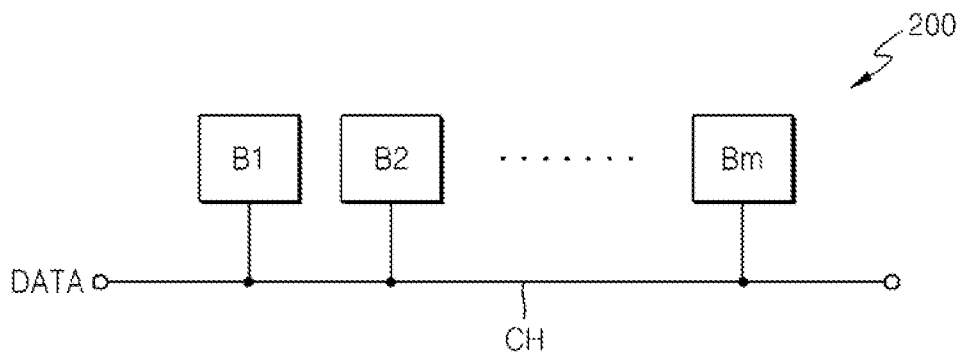 200
B1 B2 ....... Bm
DATA
CH